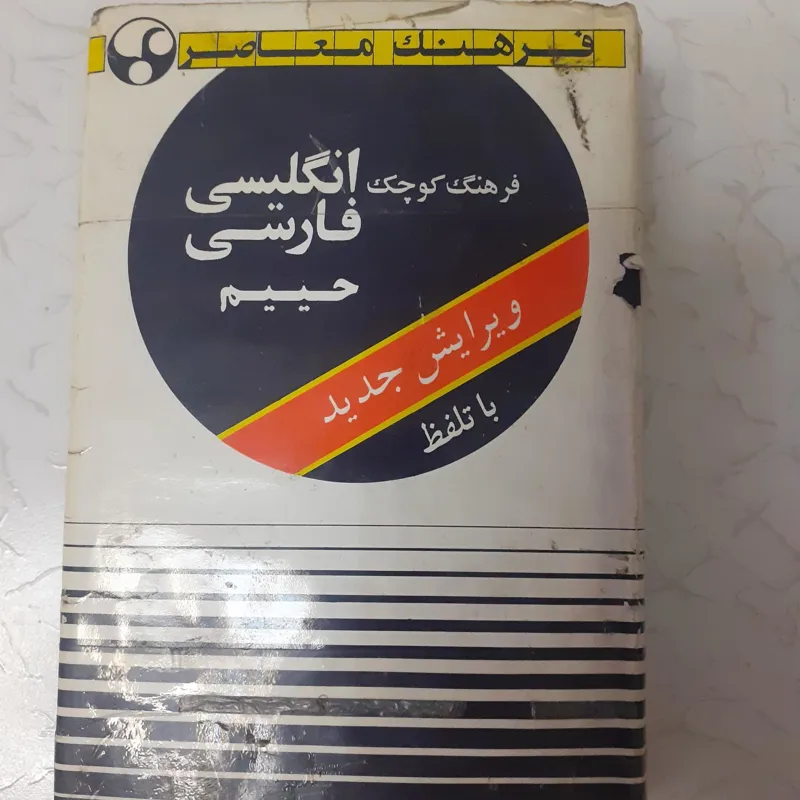 فرهنگ معاصر
فرهنگ کوچک انگلیسی
فارسی
حییم
ویرایش جدید
با تلفظ